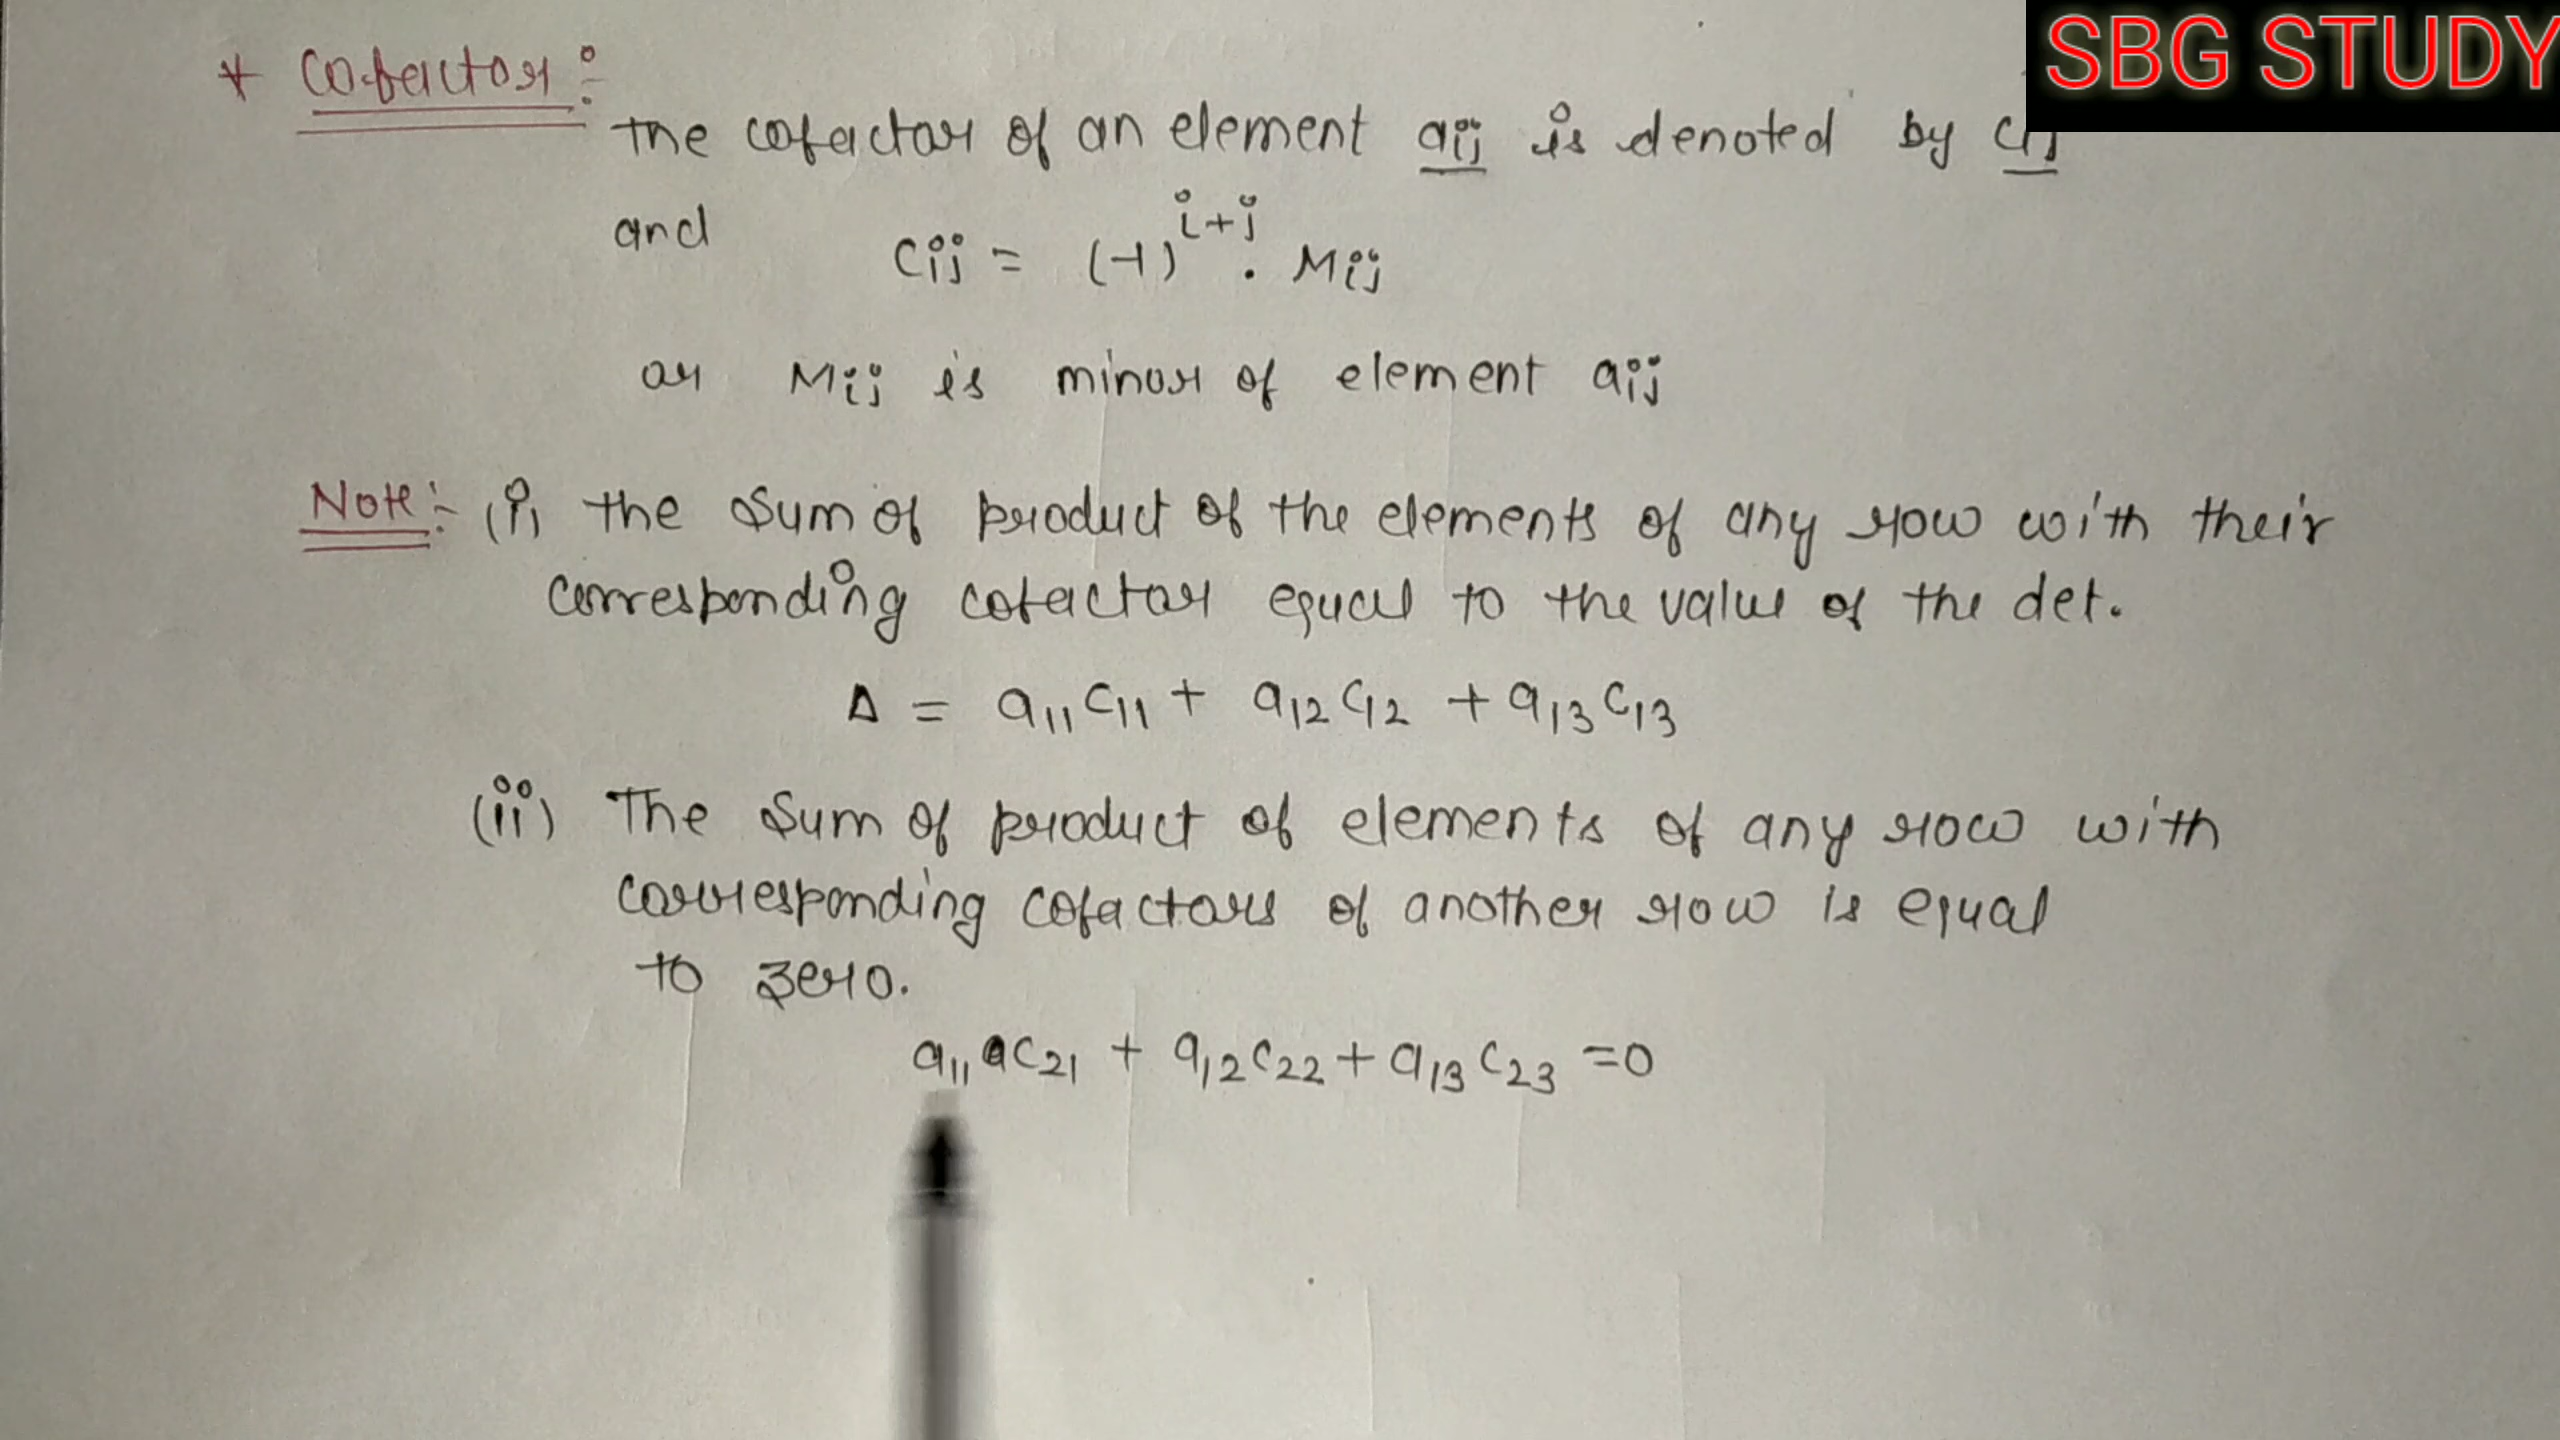 SBG STUDY
* Cofactor :-
The cofactor of an element aij is denoted by cij
and
cij = (-1)^i+j . Mij
or Mij is minor of element aij
Note :- (i) the sum of product of the elements of any row with their
corresponding cofactor equal to the value of the det.
Δ = a11c11 + a12c12 + a13c13
(ii) The sum of product of elements of any row with
corresponding cofactors of another row is equal
to zero.
a11c21 + a12c22 + a13c23 =0